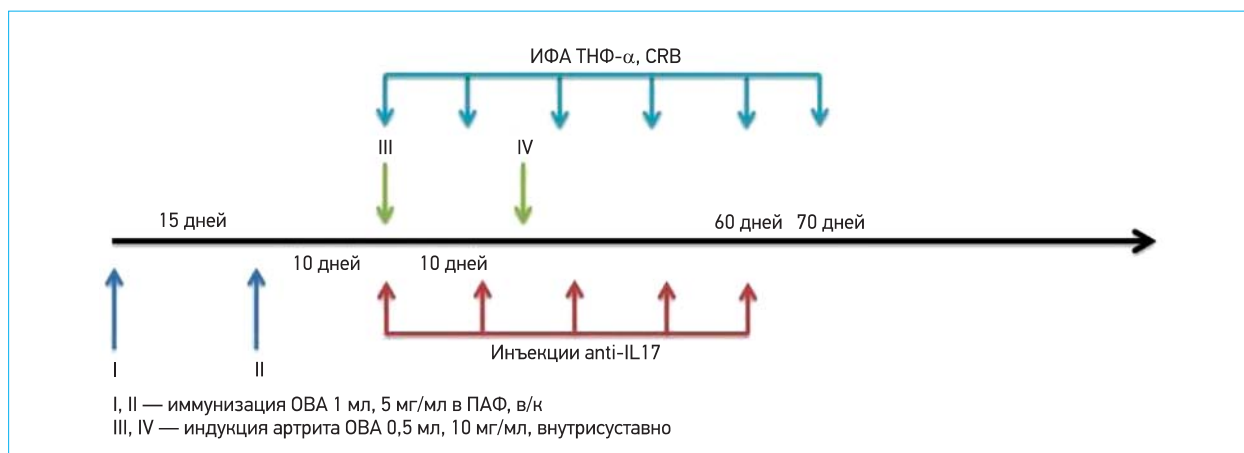 ИФА ТНФ-α, CRB
III
IV
15 дней
60 дней
70 дней
10 дней
10 дней
Инъекции anti-IL17
I
II
I, II — иммунизация ОВА 1 мл, 5 мг/мл в ПАФ, в/к
III, IV — индукция артрита ОВА 0,5 мл, 10 мг/мл, внутрисуставно